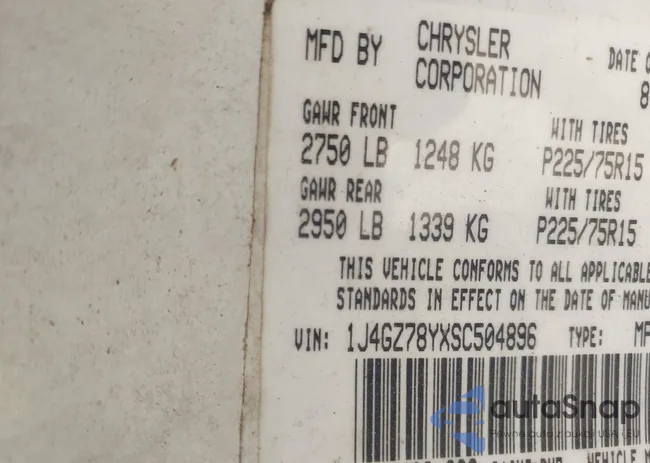 MFD BY CHRYSLER CORPORATION DATE
8
GAWR FRONT WITH TIRES
2750 LB 1248 KG P225/75R15
GAWR REAR WITH TIRES
2950 LB 1339 KG P225/75R15
THIS VEHICLE CONFORMS TO ALL APPLICABLE
STANDARDS IN EFFECT ON THE DATE OF MANU
VIN: 1J4GZ78YXSC504896 TYPE: MP
autoSnap
VEHICLE M